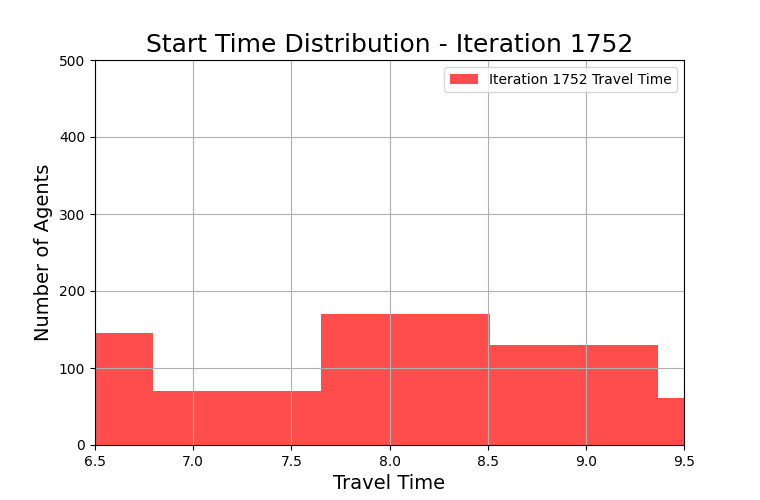 Start Time Distribution - Iteration 1752
Iteration 1752 Travel Time
Number of Agents
500
400
300
200
100
0
6.5 7.0 7.5 8.0 8.5 9.0 9.5
Travel Time